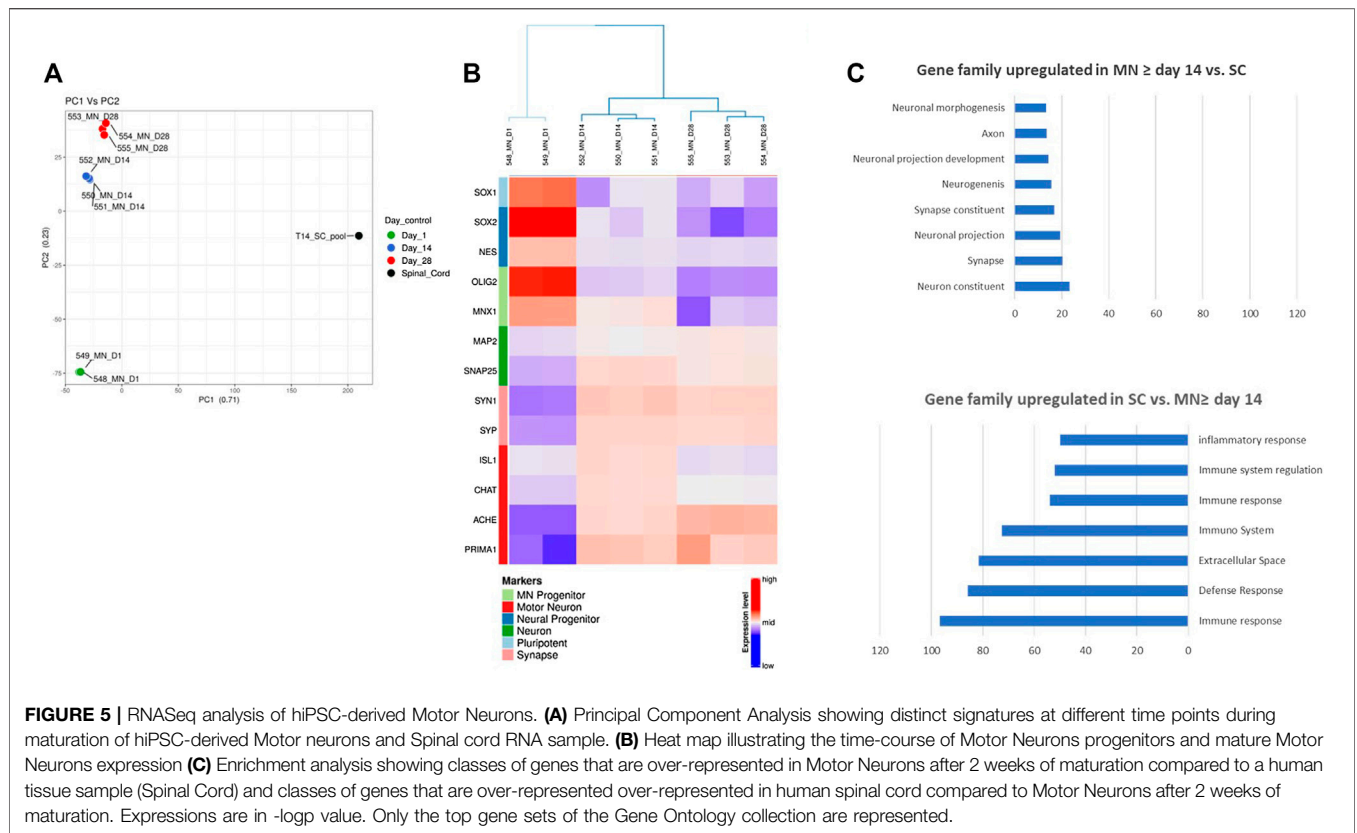 A
PC1 Vs PC2
553_MN_D28
554_MN_D28
555_MN_D28
552_MN_D14
550_MN_D14
551_MN_D14
T14_SC_pool
549_MN_D1
548_MN_D1
25
0
-25
-50
-75
PC2 (0.23)
-50 0 50 100 150 200
PC1 (0.71)
Day_control
Day_1
Day_14
Day_28
Spinal_Cord
B
548_MN_D1
549_MN_D1
552_MN_D14
550_MN_D14
551_MN_D14
555_MN_D28
553_MN_D28
554_MN_D28
SOX1
SOX2
NES
OLIG2
MNX1
MAP2
SNAP25
SYN1
SYP
ISL1
CHAT
ACHE
PRIMA1
Markers
MN Progenitor
Motor Neuron
Neural Progenitor
Neuron
Pluripotent
Synapse
Expression level
high
mid
low
C
Gene family upregulated in MN ≥ day 14 vs. SC
Neuronal morphogenesis
Axon
Neuronal projection development
Neurogenenis
Synapse constituent
Neuronal projection
Synapse
Neuron constituent
0 20 40 60 80 100 120
Gene family upregulated in SC vs. MN≥ day 14
inflammatory response
Immune system regulation
Immune response
Immuno System
Extracellular Space
Defense Response
Immune response
120 100 80 60 40 20 0
FIGURE 5 | RNASeq analysis of hiPSC-derived Motor Neurons. (A) Principal Component Analysis showing distinct signatures at different time points during
maturation of hiPSC-derived Motor neurons and Spinal cord RNA sample. (B) Heat map illustrating the time-course of Motor Neurons progenitors and mature Motor
Neurons expression (C) Enrichment analysis showing classes of genes that are over-represented in Motor Neurons after 2 weeks of maturation compared to a human
tissue sample (Spinal Cord) and classes of genes that are over-represented over-represented in human spinal cord compared to Motor Neurons after 2 weeks of
maturation. Expressions are in -logp value. Only the top gene sets of the Gene Ontology collection are represented.